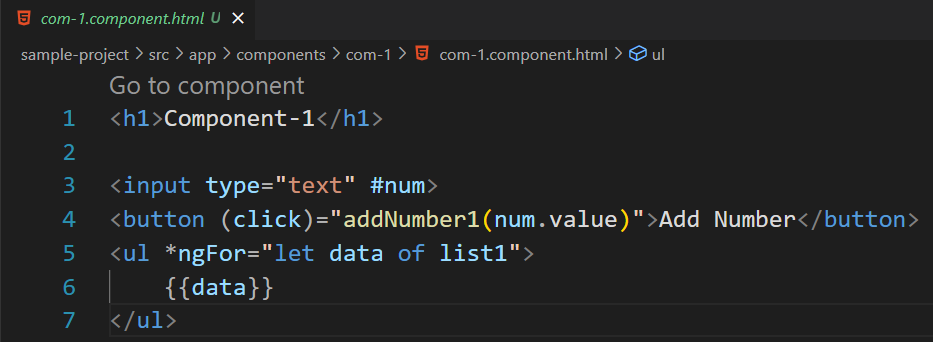 com-1.component.html U ×
sample-project > src > app > components > com-1 > com-1.component.html > ul
Go to component
1 <h1>Component-1</h1>
2
3 <input type="text" #num>
4 <button (click)="addNumber1(num.value)">Add Number</button>
5 <ul *ngFor="let data of list1">
6     {{data}}
7 </ul>